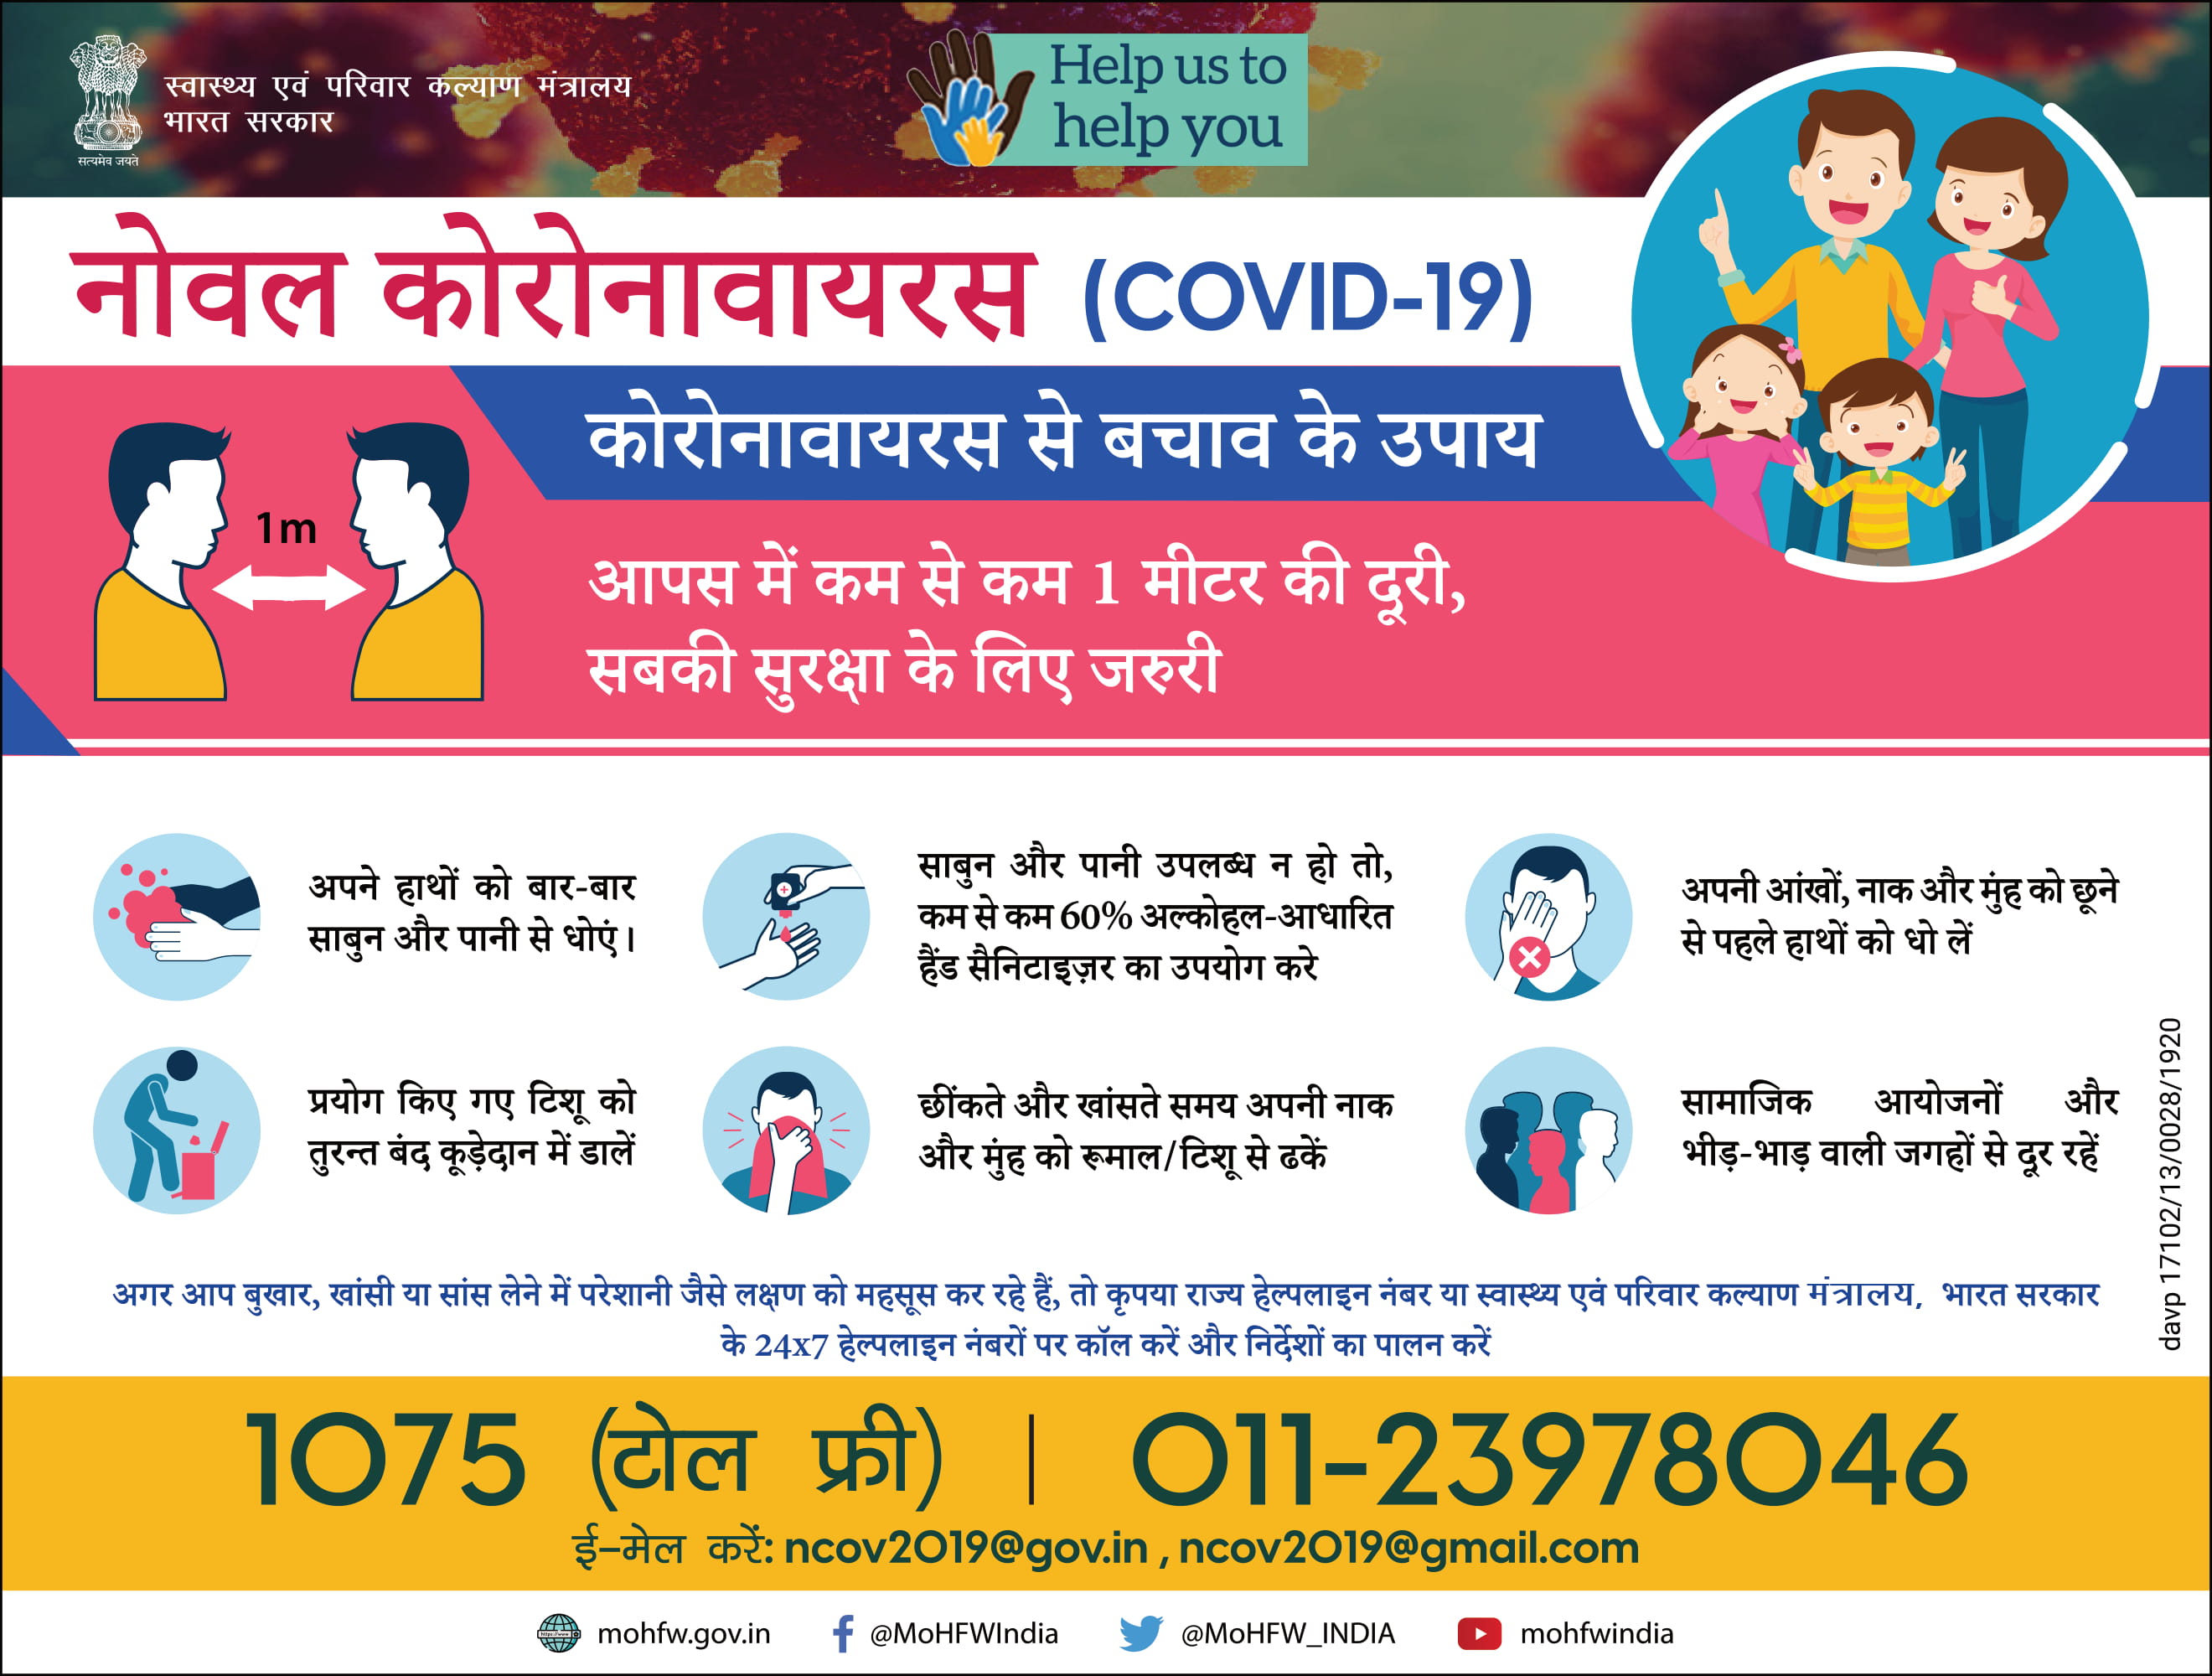 स्वास्थ्य एवं परिवार कल्याण मंत्रालय
भारत सरकार
सत्यमेव जयते
Help us to
help you
नोवल कोरोनावायरस (COVID-19)
कोरोनावायरस से बचाव के उपाय
1m
आपस में कम से कम 1 मीटर की दूरी,
सबकी सुरक्षा के लिए जरुरी
अपने हाथों को बार-बार
साबुन और पानी से धोएं।
साबुन और पानी उपलब्ध न हो तो,
कम से कम 60% अल्कोहल-आधारित
हैंड सैनिटाइज़र का उपयोग करे
अपनी आंखों, नाक और मुंह को छूने
से पहले हाथों को धो लें
प्रयोग किए गए टिशू को
तुरन्त बंद कूड़ेदान में डालें
छींकते और खांसते समय अपनी नाक
और मुंह को रूमाल/टिशू से ढकें
सामाजिक आयोजनों और
भीड़-भाड़ वाली जगहों से दूर रहें
davp 17102/13/0028/1920
अगर आप बुखार, खांसी या सांस लेने में परेशानी जैसे लक्षण को महसूस कर रहे हैं, तो कृपया राज्य हेल्पलाइन नंबर या स्वास्थ्य एवं परिवार कल्याण मंत्रालय, भारत सरकार
के 24x7 हेल्पलाइन नंबरों पर कॉल करें और निर्देशों का पालन करें
1075 (टोल फ्री) | 011-23978046
ई-मेल करें: ncov2019@gov.in , ncov2019@gmail.com
https://www
mohfw.gov.in @MoHFWIndia @MoHFW_INDIA mohfwindia